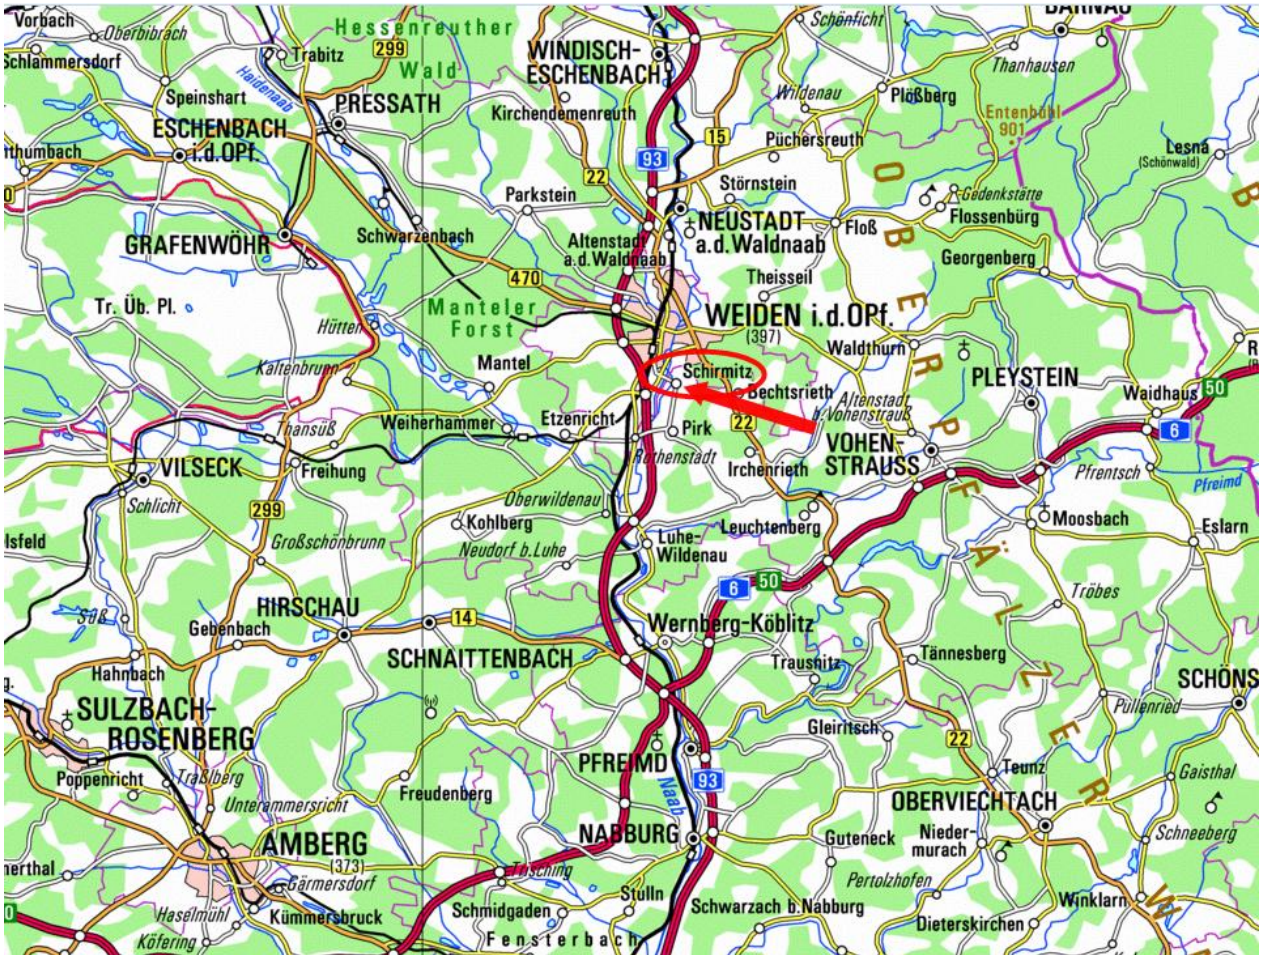 Vorbach
Oberbibrach
Schlammersdorf
Trabitz
Hessenreuther
299
Wald
WINDISCH-
ESCHENBACH
Schönficht
Thanhausen
Haidenaab
Speinshart
PRESSATH
Kirchendemenreuth
Wildenau
Plößberg
Entenbühl
901
ESCHENBACH
i.d.OPf.
93
15
Püchersreuth
Lesná
(Schönwald)
22
Störnstein
Parkstein
Gedenkstätte
Flossenbürg
NEUSTADT
a.d.Waldnaab
Floß
GRAFENWÖHR
Schwarzenbach
Altenstadt
a.d.Waldnaab
Georgenberg
470
Theisseil
Tr. Üb. Pl.
Manteler
Forst
WEIDEN i.d.OPf.
(397)
Hütten
Waldthurn
Kaltenbrunn
Mantel
Schirmitz
PLEYSTEIN
Waidhaus
50
Bechtsrieth
Altenstadt
b.Vohenstrauß
Weiherhammer
Etzenricht
Pirk
22
6
Thansüß
VOHEN-
STRAUSS
Rothenstadt
Irchenrieth
VILSECK
Freihung
Pfrentsch
Pfreimd
Schlicht
Oberwildenau
299
Kohlberg
Leuchtenberg
Moosbach
Eslarn
Großschönbrunn
Neudorf b.Luhe
Luhe-
Wildenau
6
50
Tröbes
HIRSCHAU
Süß
Gebenbach
14
Wernberg-Köblitz
Hahnbach
SCHNAITTENBACH
Trausnitz
Tännesberg
SCHÖNS
SULZBACH-
ROSENBERG
Pullenried
Gleiritsch
22
PFREIMD
Poppenricht
Traßlberg
Freudenberg
93
Naab
Teunz
Gaisthal
Unterammersricht
OBERVIECHTACH
AMBERG
(373)
NABBURG
Guteneck
Nieder-
murach
Schneeberg
Trisching
Gärmersdorf
Stulln
Pertolzhofen
Haselmühl
Kümmersbruck
Schmidgaden
Schwarzach b.Nabburg
Winklarn
Dieterskirchen
Köfering
Fensterbach
OBERPFÄLZER
W